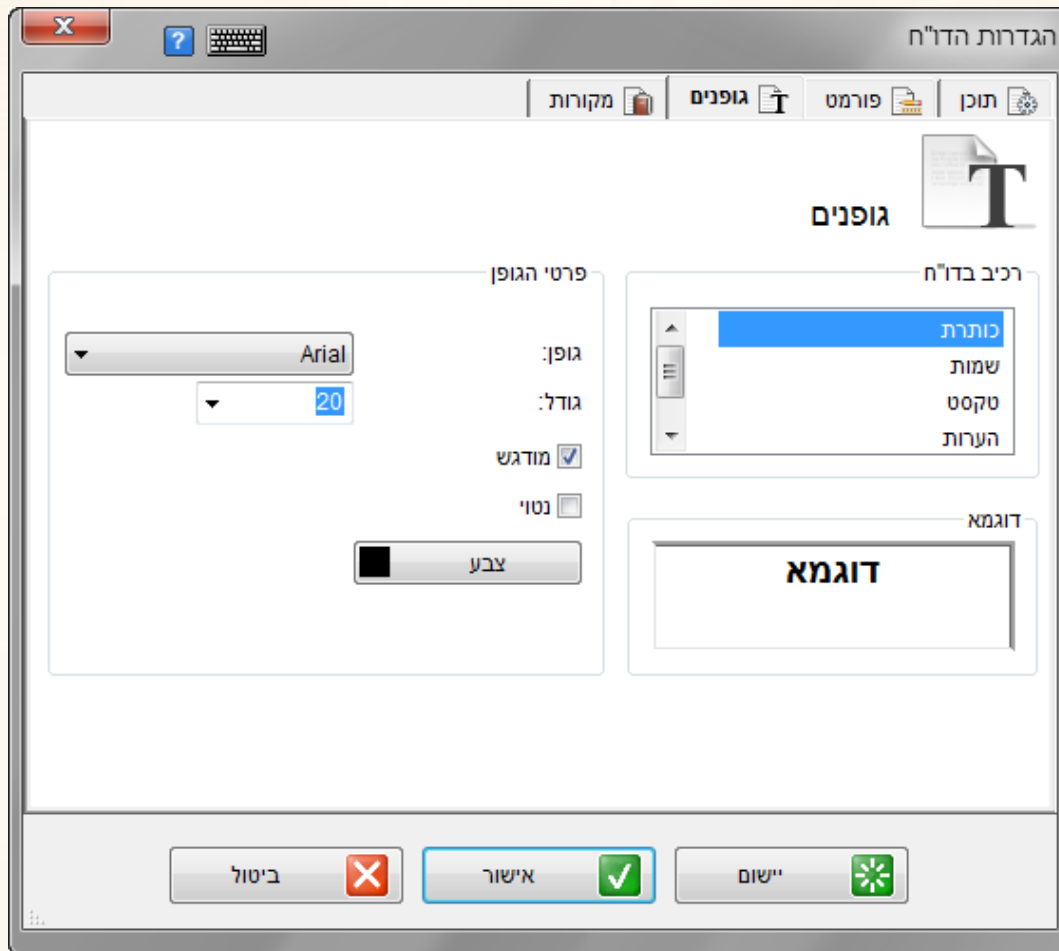 הגדרות הדו"ח
תוכן
פורמט
גופנים
מקורות
גופנים
רכיב בדו"ח
כותרת
שמות
טקסט
הערות
דוגמא
דוגמא
פרטי הגופן
גופן: Arial
גודל: 20
מודגש
נטוי
צבע
יישום
אישור
ביטול